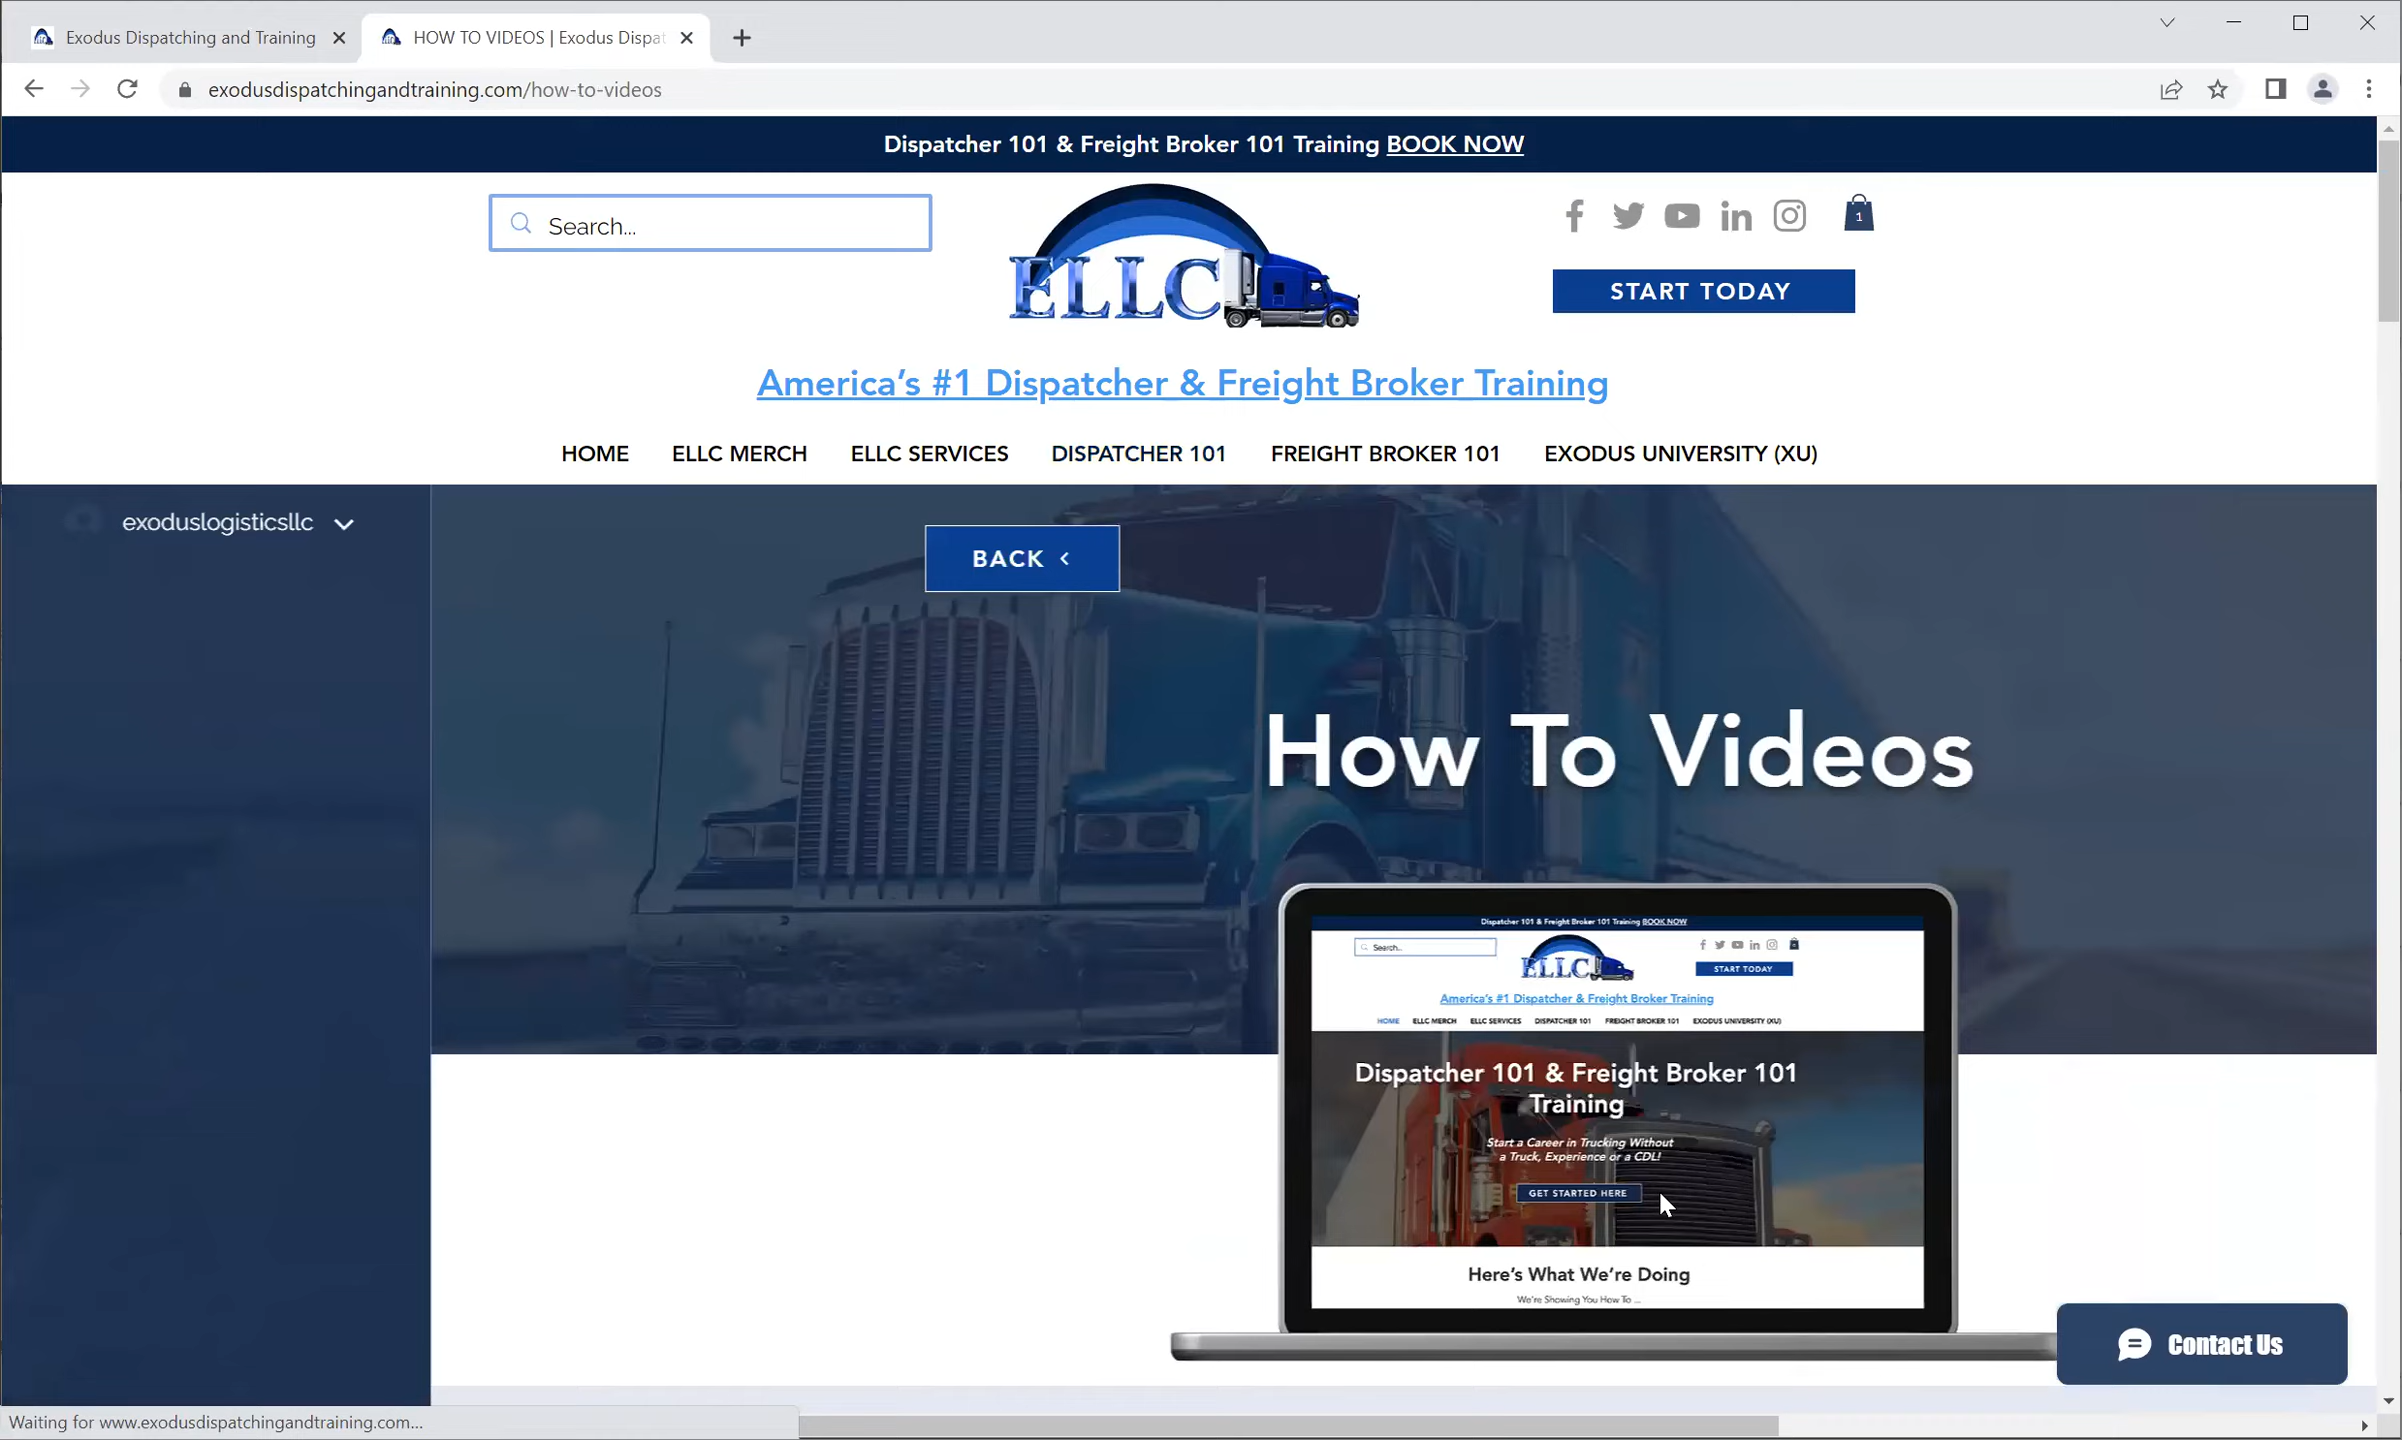 Exodus Dispatching and Training
HOW TO VIDEOS | Exodus Dispat
exodusdispatchingandtraining.com/how-to-videos
Dispatcher 101 & Freight Broker 101 Training BOOK NOW
Search...
ELLC
1
START TODAY
America's #1 Dispatcher & Freight Broker Training
HOME ELLC MERCH ELLC SERVICES DISPATCHER 101 FREIGHT BROKER 101 EXODUS UNIVERSITY (XU)
exoduslogisticsllc
BACK <
How To Videos
Dispatcher 101 & Freight Broker 101 Training BOOK NOW
Search...
ELLC
START TODAY
America's #1 Dispatcher & Freight Broker Training
HOME ELLC MERCH ELLC SERVICES DISPATCHER 101 FREIGHT BROKER 101 EXODUS UNIVERSITY (XU)
Dispatcher 101 & Freight Broker 101
Training
Start a Career in Trucking Without
a Truck, Experience or a CDL!
GET STARTED HERE
Here's What We're Doing
We're Showing You How To ...
Contact Us
Waiting for www.exodusdispatchingandtraining.com...